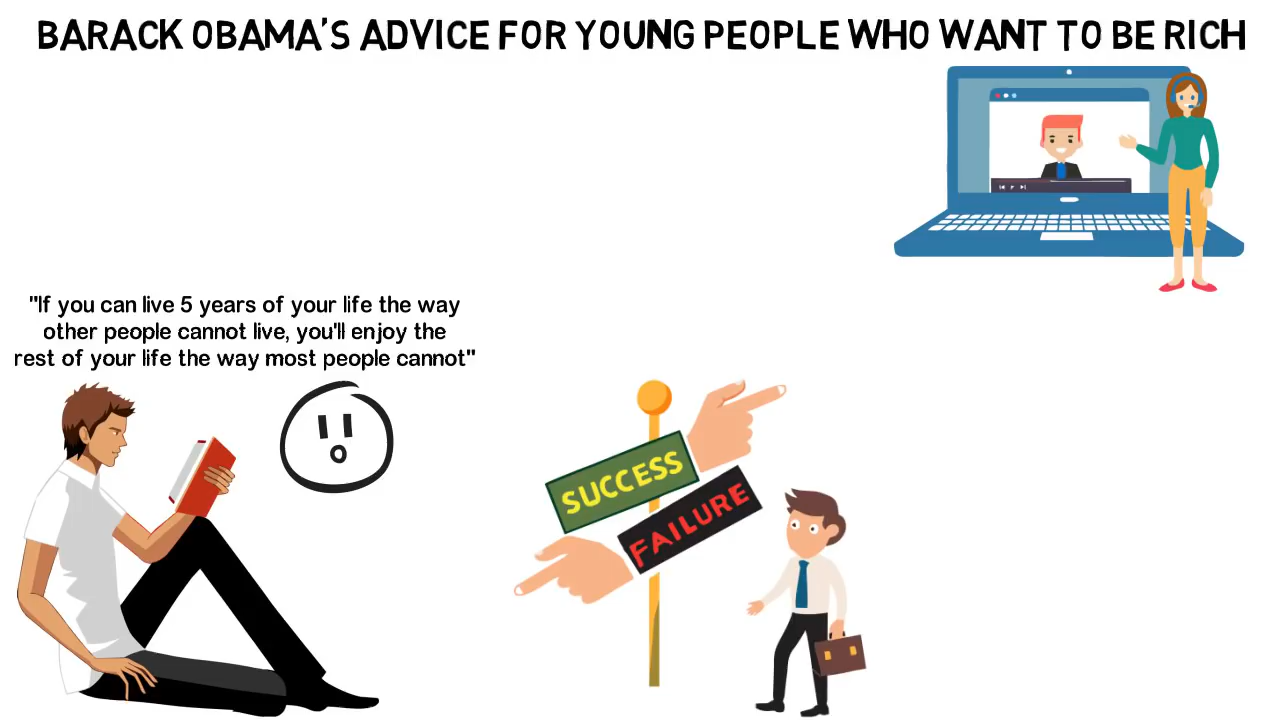 BARACK OBAMA'S ADVICE FOR YOUNG PEOPLE WHO WANT TO BE RICH
"If you can live 5 years of your life the way
other people cannot live, you'll enjoy the
rest of your life the way most people cannot"
SUCCESS
FAILURE